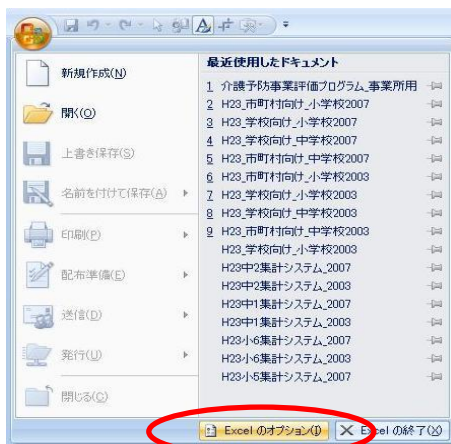 新規作成(N)
開く(O)
上書き保存(S)
名前を付けて保存(A)
印刷(P)
配布準備(E)
送信(D)
発行(U)
閉じる(C)
最近使用したドキュメント
1 介護予防事業評価プログラム_事業所用
2 H23_市町村向け_小学校2007
3 H23_学校向け_小学校2007
4 H23_学校向け_中学校2007
5 H23_市町村向け_中学校2007
6 H23_市町村向け_小学校2003
7 H23_学校向け_小学校2003
8 H23_学校向け_中学校2003
9 H23_市町村向け_中学校2003
H23_学校向け_小学校2003
H23中2集計システム_2007
H23中2集計システム_2003
H23中1集計システム_2007
H23中1集計システム_2003
H23小6集計システム_2007
H23小6集計システム_2003
H23小5集計システム_2007
Excel のオプション(I)
Excel の終了(X)